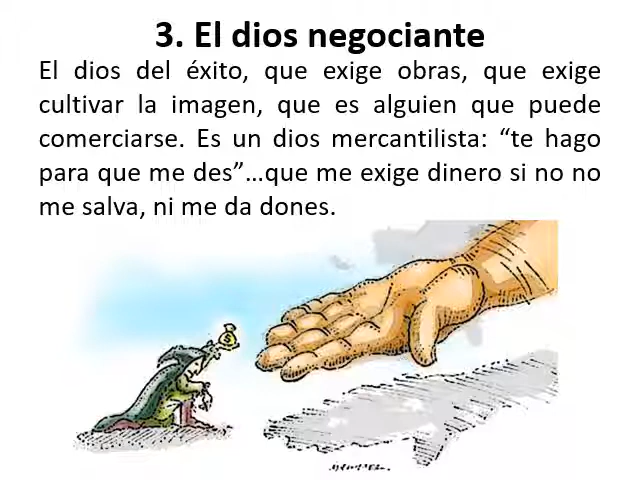 3. El dios negociante
El dios del éxito, que exige obras, que exige
cultivar la imagen, que es alguien que puede
comerciarse. Es un dios mercantilista: “te hago
para que me des”...que me exige dinero si no no
me salva, ni me da dones.